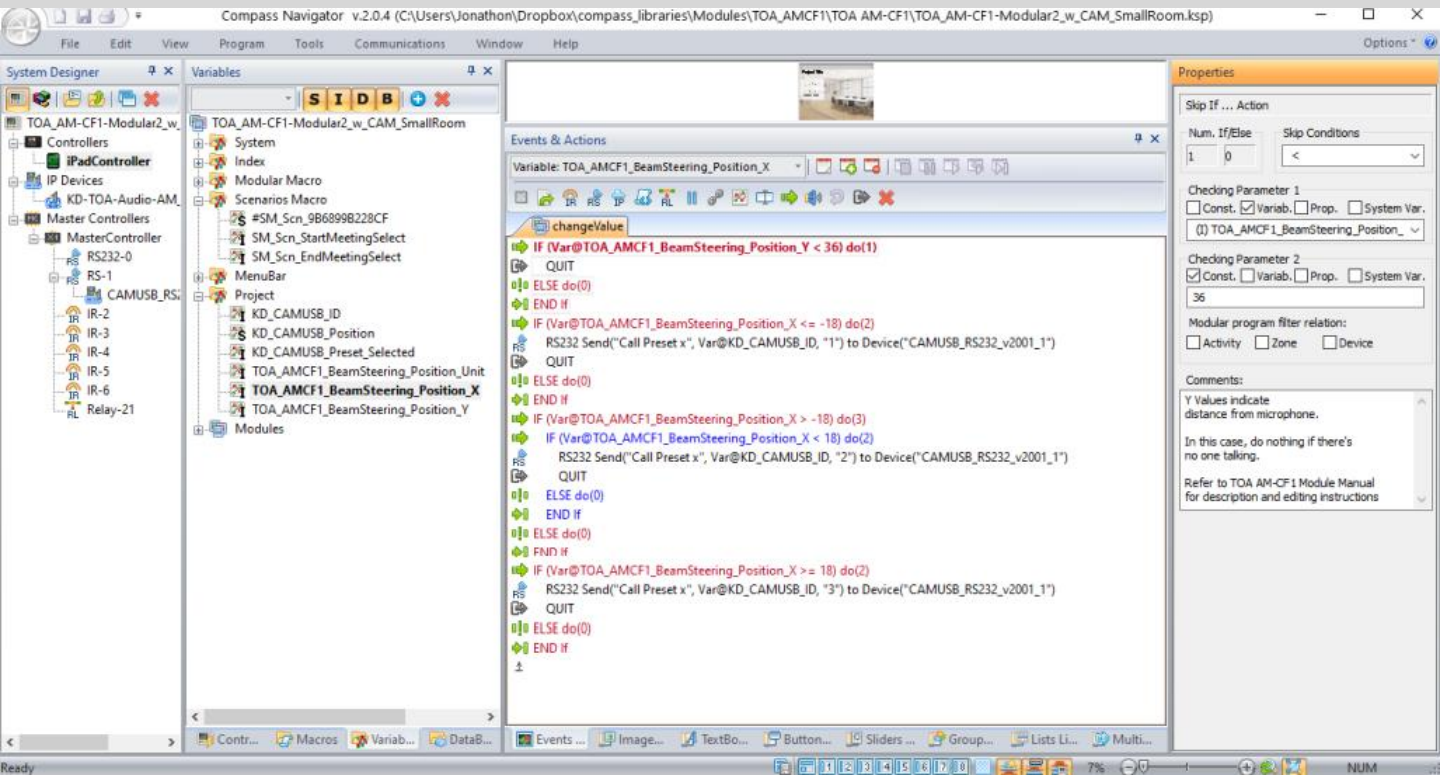 Compass Navigator v.2.0.4 (C:\Users\Jonathon\Dropbox\compass_libraries\Modules\TOA_AMCF1\TOA AM-CF1\TOA_AM-CF1-Modular2_w_CAM_SmallRoom.ksp)
File Edit View Program Tools Communications Window Help Options
System Designer
TOA_AM-CF1-Modular2_w_
Controllers
iPadController
IP Devices
KD-TOA-Audio-AM_
Master Controllers
MasterController
RS232-0
RS-1
CAMUSB_RS2
IR-2
IR-3
IR-4
IR-5
IR-6
Relay-21
Variables
S I D B
TOA_AM-CF1-Modular2_w_CAM_SmallRoom
System
Index
Modular Macro
Scenarios Macro
#SM_Scn_9B6899B228CF
SM_Scn_StartMeetingSelect
SM_Scn_EndMeetingSelect
MenuBar
Project
KD_CAMUSB_ID
KD_CAMUSB_Position
KD_CAMUSB_Preset_Selected
TOA_AMCF1_BeamSteering_Position_Unit
TOA_AMCF1_BeamSteering_Position_X
TOA_AMCF1_BeamSteering_Position_Y
Modules
Contr... Macros Variab... DataB...
Project Title
Events & Actions
Variable: TOA_AMCF1_BeamSteering_Position_X
changeValue
IF (Var@TOA_AMCF1_BeamSteering_Position_Y < 36) do(1)
QUIT
ELSE do(0)
END If
IF (Var@TOA_AMCF1_BeamSteering_Position_X <= -18) do(2)
RS232 Send("Call Preset x", Var@KD_CAMUSB_ID, "1") to Device("CAMUSB_RS232_v2001_1")
QUIT
ELSE do(0)
END If
IF (Var@TOA_AMCF1_BeamSteering_Position_X > -18) do(3)
IF (Var@TOA_AMCF1_BeamSteering_Position_X < 18) do(2)
RS232 Send("Call Preset x", Var@KD_CAMUSB_ID, "2") to Device("CAMUSB_RS232_v2001_1")
QUIT
ELSE do(0)
END If
ELSE do(0)
END If
IF (Var@TOA_AMCF1_BeamSteering_Position_X >= 18) do(2)
RS232 Send("Call Preset x", Var@KD_CAMUSB_ID, "3") to Device("CAMUSB_RS232_v2001_1")
QUIT
ELSE do(0)
END If
Events ... Image... TextBo... Button... Sliders ... Group... Lists Li... Multi...
Properties
Skip If ... Action
Num. If/Else Skip Conditions
1 0 <
Checking Parameter 1
Const. Variab. Prop. System Var.
(I) TOA_AMCF1_BeamSteering_Position_
Checking Parameter 2
Const. Variab. Prop. System Var.
36
Modular program filter relation:
Activity Zone Device
Comments:
Y Values indicate
distance from microphone.
In this case, do nothing if there's
no one talking.
Refer to TOA AM-CF1 Module Manual
for description and editing instructions
Ready 1 2 3 4 5 6 7 8 7% NUM